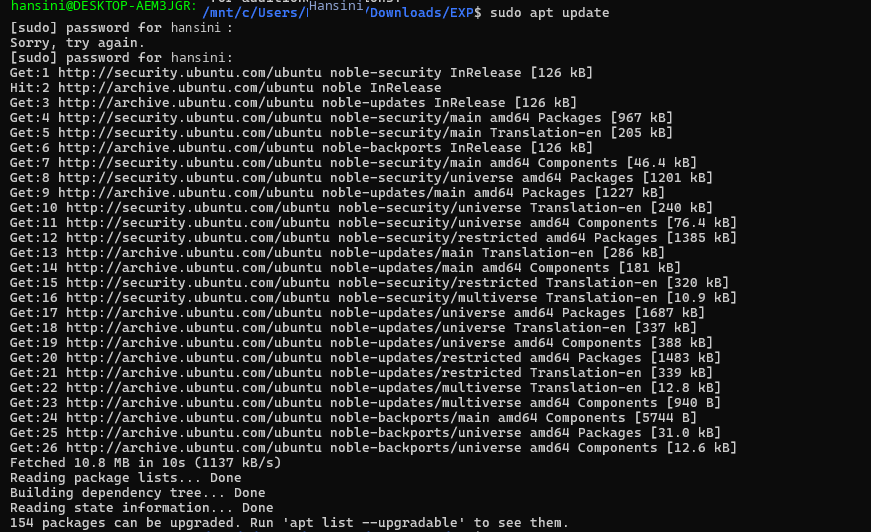 hansini@DESKTOP-AEM3JGR: /mnt/c/Users/Hansini/Downloads/EXP$ sudo apt update
[sudo] password for hansini :
Sorry, try again.
[sudo] password for hansini:
Get:1 http://security.ubuntu.com/ubuntu noble-security InRelease [126 kB]
Hit:2 http://archive.ubuntu.com/ubuntu noble InRelease
Get:3 http://archive.ubuntu.com/ubuntu noble-updates InRelease [126 kB]
Get:4 http://security.ubuntu.com/ubuntu noble-security/main amd64 Packages [967 kB]
Get:5 http://security.ubuntu.com/ubuntu noble-security/main Translation-en [205 kB]
Get:6 http://archive.ubuntu.com/ubuntu noble-backports InRelease [126 kB]
Get:7 http://security.ubuntu.com/ubuntu noble-security/main amd64 Components [46.4 kB]
Get:8 http://security.ubuntu.com/ubuntu noble-security/universe amd64 Packages [1201 kB]
Get:9 http://archive.ubuntu.com/ubuntu noble-updates/main amd64 Packages [1227 kB]
Get:10 http://security.ubuntu.com/ubuntu noble-security/universe Translation-en [240 kB]
Get:11 http://security.ubuntu.com/ubuntu noble-security/universe amd64 Components [76.4 kB]
Get:12 http://security.ubuntu.com/ubuntu noble-security/restricted amd64 Packages [1385 kB]
Get:13 http://archive.ubuntu.com/ubuntu noble-updates/main Translation-en [286 kB]
Get:14 http://archive.ubuntu.com/ubuntu noble-updates/main amd64 Components [181 kB]
Get:15 http://security.ubuntu.com/ubuntu noble-security/restricted Translation-en [320 kB]
Get:16 http://security.ubuntu.com/ubuntu noble-security/multiverse Translation-en [10.9 kB]
Get:17 http://archive.ubuntu.com/ubuntu noble-updates/universe amd64 Packages [1687 kB]
Get:18 http://archive.ubuntu.com/ubuntu noble-updates/universe Translation-en [337 kB]
Get:19 http://archive.ubuntu.com/ubuntu noble-updates/universe amd64 Components [388 kB]
Get:20 http://archive.ubuntu.com/ubuntu noble-updates/restricted amd64 Packages [1483 kB]
Get:21 http://archive.ubuntu.com/ubuntu noble-updates/restricted Translation-en [339 kB]
Get:22 http://archive.ubuntu.com/ubuntu noble-updates/multiverse Translation-en [12.8 kB]
Get:23 http://archive.ubuntu.com/ubuntu noble-updates/multiverse amd64 Components [940 B]
Get:24 http://archive.ubuntu.com/ubuntu noble-backports/main amd64 Components [5744 B]
Get:25 http://archive.ubuntu.com/ubuntu noble-backports/universe amd64 Packages [31.0 kB]
Get:26 http://archive.ubuntu.com/ubuntu noble-backports/universe amd64 Components [12.6 kB]
Fetched 10.8 MB in 10s (1137 kB/s)
Reading package lists... Done
Building dependency tree... Done
Reading state information... Done
154 packages can be upgraded. Run 'apt list --upgradable' to see them.